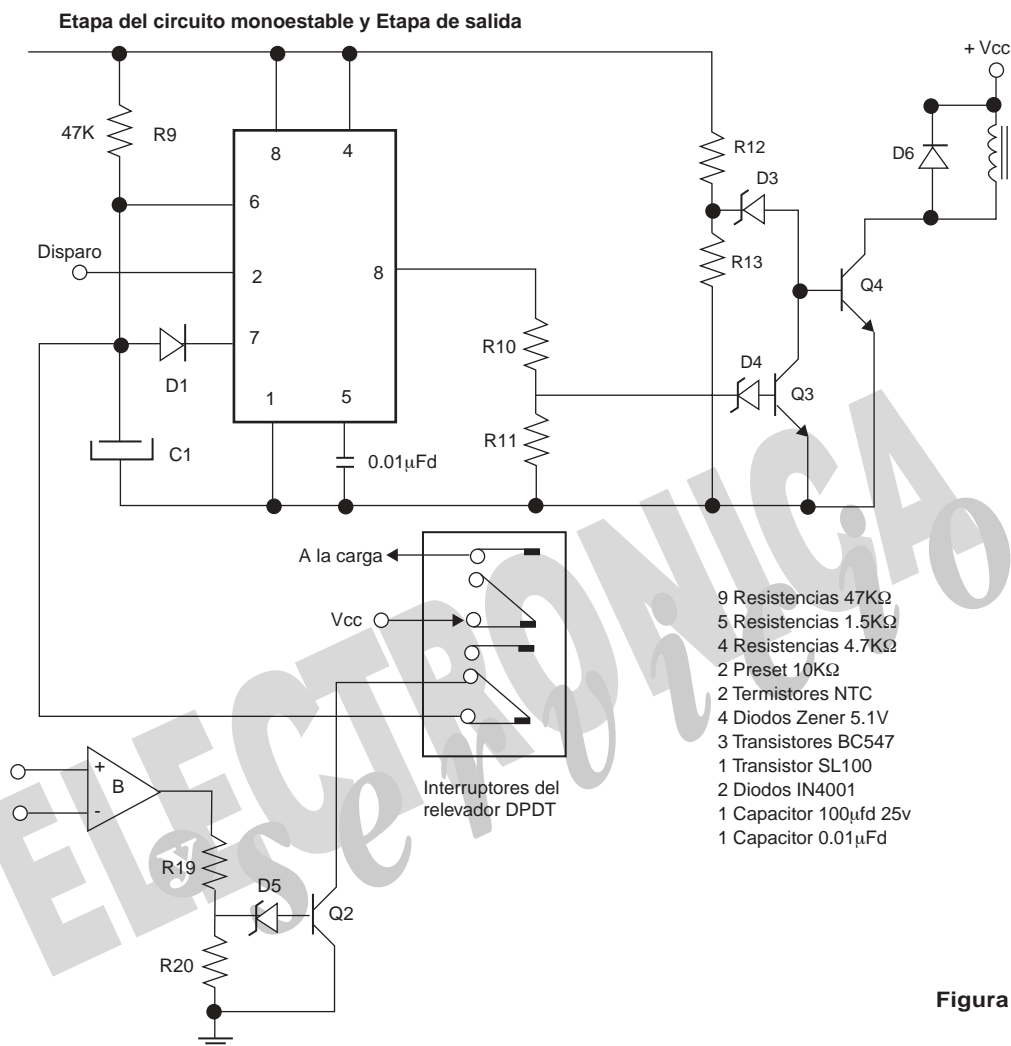 Etapa del circuito monoestable y Etapa de salida
+ Vcc
47K
R9
8
4
R12
D6
D3
6
Disparo
2
8
R13
Q4
7
R10
D1
D4
1
5
Q3
R11
C1
0.01μFd
A la carga
Vcc
9 Resistencias 47KΩ
5 Resistencias 1.5KΩ
4 Resistencias 4.7KΩ
2 Preset 10KΩ
2 Termistores NTC
4 Diodos Zener 5.1V
3 Transistores BC547
1 Transistor SL100
2 Diodos IN4001
1 Capacitor 100μfd 25v
1 Capacitor 0.01μFd
Interruptores del
relevador DPDT
+
B
-
R19
D5
Q2
R20
Figura
ELECTRONICA
y servicio